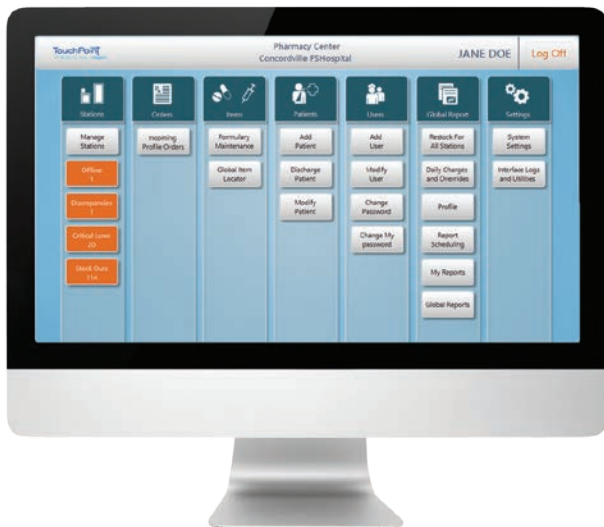 TouchPoint
Pharmacy Center
Concordville FSHospital
JANE DOE
Log Off
Stations
Orders
Items
Patients
Users
Global Report
Settings
Manage
Stations
Incoming
Profile Orders
Formulary
Maintenance
Add
Patient
Add
User
Restock For
All Stations
System
Settings
Offline
1
Global Item
Locator
Discharge
Patient
Modify
User
Daily Charges
and Overrides
Interface Logs
and Utilities
Discrepancies
1
Modify
Patient
Change
Password
Profile
Critical Lows
20
Change My
password
Report
Scheduling
Stock Outs
114
My Reports
Global Reports